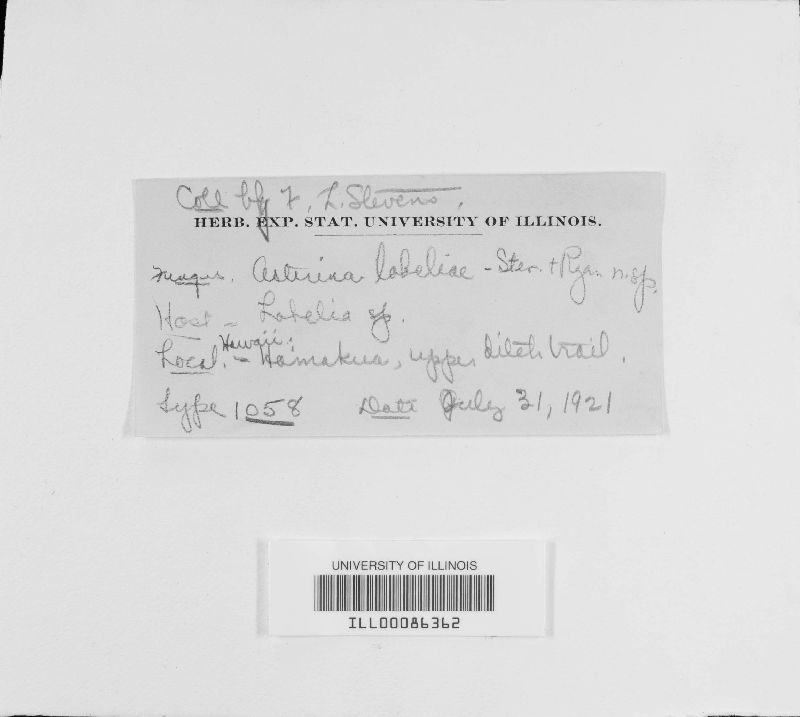 Coll by F. L. Stevens.
HERB. EXP. STAT. UNIVERSITY OF ILLINOIS.
Fungus. Asterina lobeliae - Stev. + Ryan n. sp.
Host - Lobelia sp.
Hawaii.
Local. - Hamakua, upper ditch trail.
Type 1058 Date July 31, 1921
UNIVERSITY OF ILLINOIS
ILL00086362